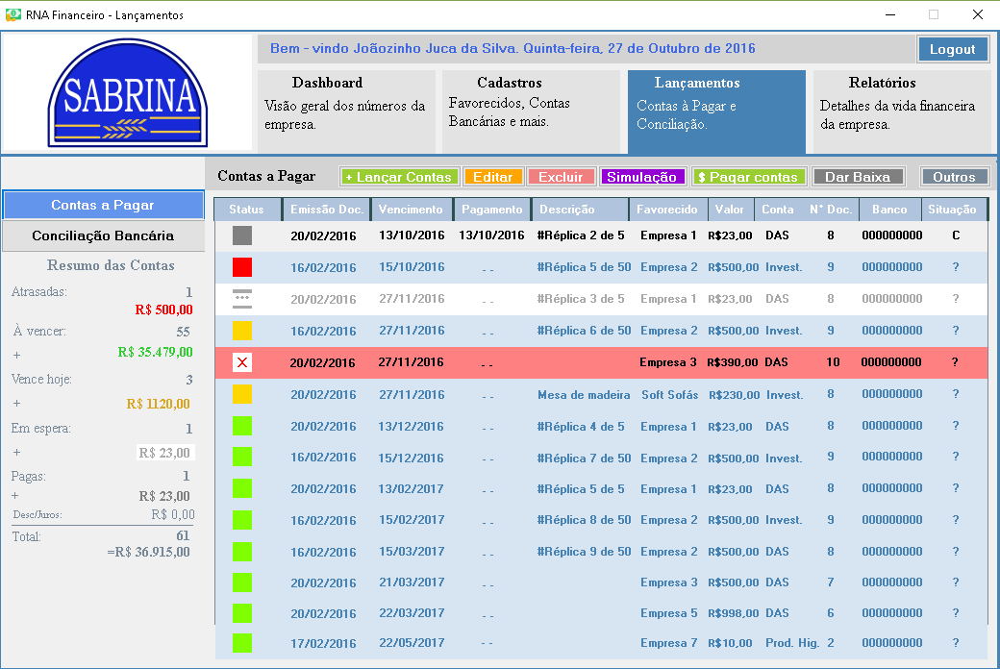 RNA Financeiro - Lançamentos
SABRINA
Bem - vindo Joãozinho Juca da Silva. Quinta-feira, 27 de Outubro de 2016
Logout
Dashboard
Visão geral dos números da
empresa.
Cadastros
Favorecidos, Contas
Bancárias e mais.
Lançamentos
Contas à Pagar e
Conciliação.
Relatórios
Detalhes da vida financeira
da empresa.
Contas a Pagar
Conciliação Bancária
Resumo das Contas
Atrasadas: 1
R$ 500,00
À vencer: 55
+ R$ 35.479,00
Vence hoje: 3
+ R$ 1120,00
Em espera: 1
+ R$ 23,00
Pagas: 1
+ R$ 23,00
Desc/Juros: R$ 0,00
Total: 61
=R$ 36.915,00
Contas a Pagar + Lançar Contas Editar Excluir Simulação $ Pagar contas Dar Baixa Outros
Status Emissão Doc. Vencimento Pagamento Descrição Favorecido Valor Conta N° Doc. Banco Situação
20/02/2016 13/10/2016 13/10/2016 #Réplica 2 de 5 Empresa 1 R$23,00 DAS 8 000000000 C
16/02/2016 15/10/2016 - - #Réplica 5 de 50 Empresa 2 R$500,00 Invest. 9 000000000 ?
20/02/2016 27/11/2016 - - #Réplica 3 de 5 Empresa 1 R$23,00 DAS 8 000000000 ?
16/02/2016 27/11/2016 - - #Réplica 6 de 50 Empresa 2 R$500,00 Invest. 9 000000000 ?
20/02/2016 27/11/2016 - - Empresa 3 R$390,00 DAS 10 000000000 ?
20/02/2016 27/11/2016 - - Mesa de madeira Soft Sofás R$230,00 Invest. 8 000000000 ?
20/02/2016 13/12/2016 - - #Réplica 4 de 5 Empresa 1 R$23,00 DAS 8 000000000 ?
16/02/2016 15/12/2016 - - #Réplica 7 de 50 Empresa 2 R$500,00 Invest. 9 000000000 ?
20/02/2016 13/02/2017 - - #Réplica 5 de 5 Empresa 1 R$23,00 DAS 8 000000000 ?
16/02/2016 15/02/2017 - - #Réplica 8 de 50 Empresa 2 R$500,00 Invest. 9 000000000 ?
16/02/2016 15/03/2017 - - #Réplica 9 de 50 Empresa 2 R$500,00 DAS 8 000000000 ?
20/02/2016 21/03/2017 - - Empresa 3 R$500,00 DAS 7 000000000 ?
20/02/2016 22/03/2017 - - Empresa 5 R$998,00 DAS 6 000000000 ?
17/02/2016 22/05/2017 - - Empresa 7 R$10,00 Prod. Hig. 2 000000000 ?